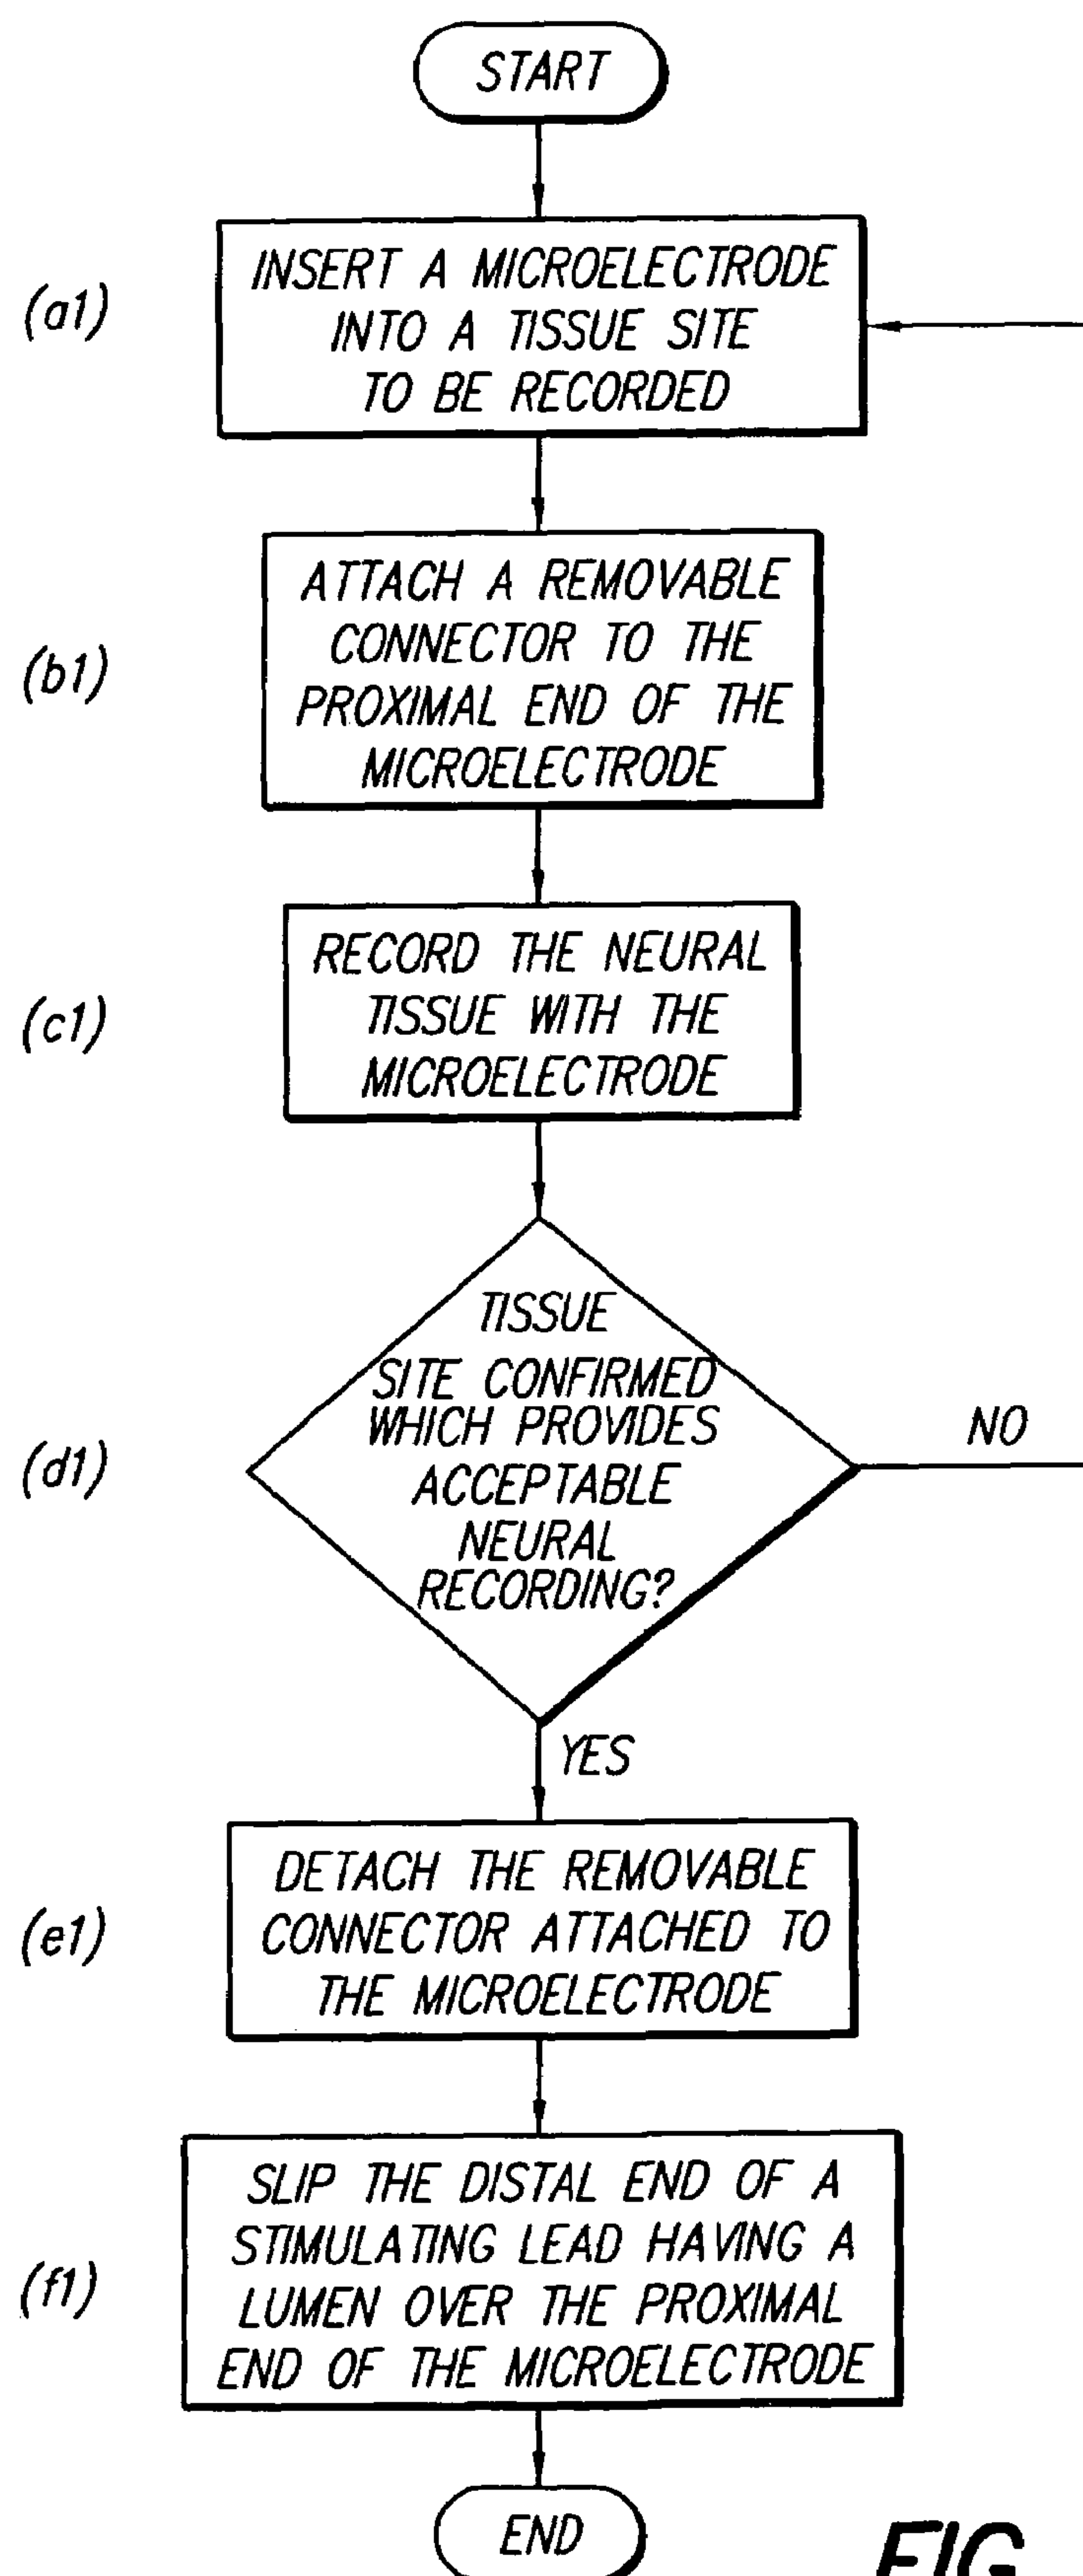 START
(a1)
INSERT A MICROELECTRODE
INTO A TISSUE SITE
TO BE RECORDED
(b1)
ATTACH A REMOVABLE
CONNECTOR TO THE
PROXIMAL END OF THE
MICROELECTRODE
(c1)
RECORD THE NEURAL
TISSUE WITH THE
MICROELECTRODE
(d1)
TISSUE
SITE CONFIRMED
WHICH PROVIDES
ACCEPTABLE
NEURAL
RECORDING?
NO
YES
(e1)
DETACH THE REMOVABLE
CONNECTOR ATTACHED TO
THE MICROELECTRODE
(f1)
SLIP THE DISTAL END OF A
STIMULATING LEAD HAVING A
LUMEN OVER THE PROXIMAL
END OF THE MICROELECTRODE
END
FIG